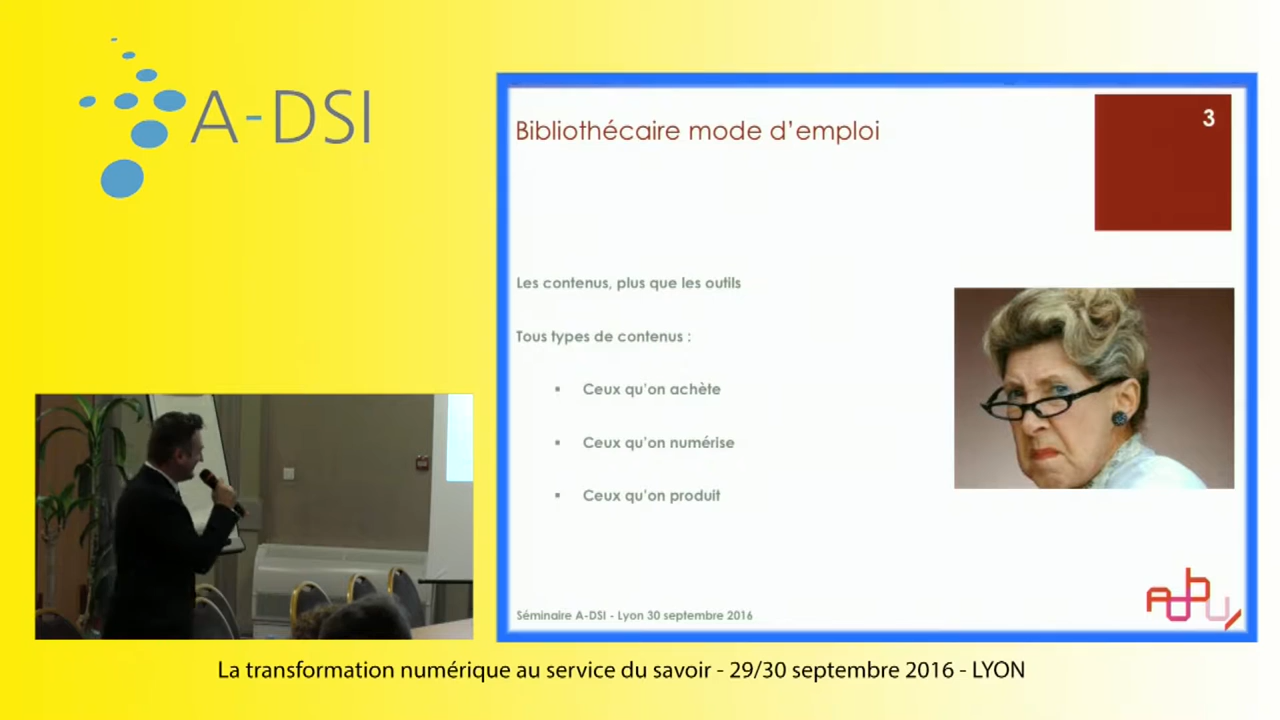 A-DSI
3
Bibliothécaire mode d’emploi
Les contenus, plus que les outils
Tous types de contenus :
Ceux qu’on achète
Ceux qu’on numérise
Ceux qu’on produit
Séminaire A-DSI - Lyon 30 septembre 2016
Adbu
La transformation numérique au service du savoir - 29/30 septembre 2016 - LYON